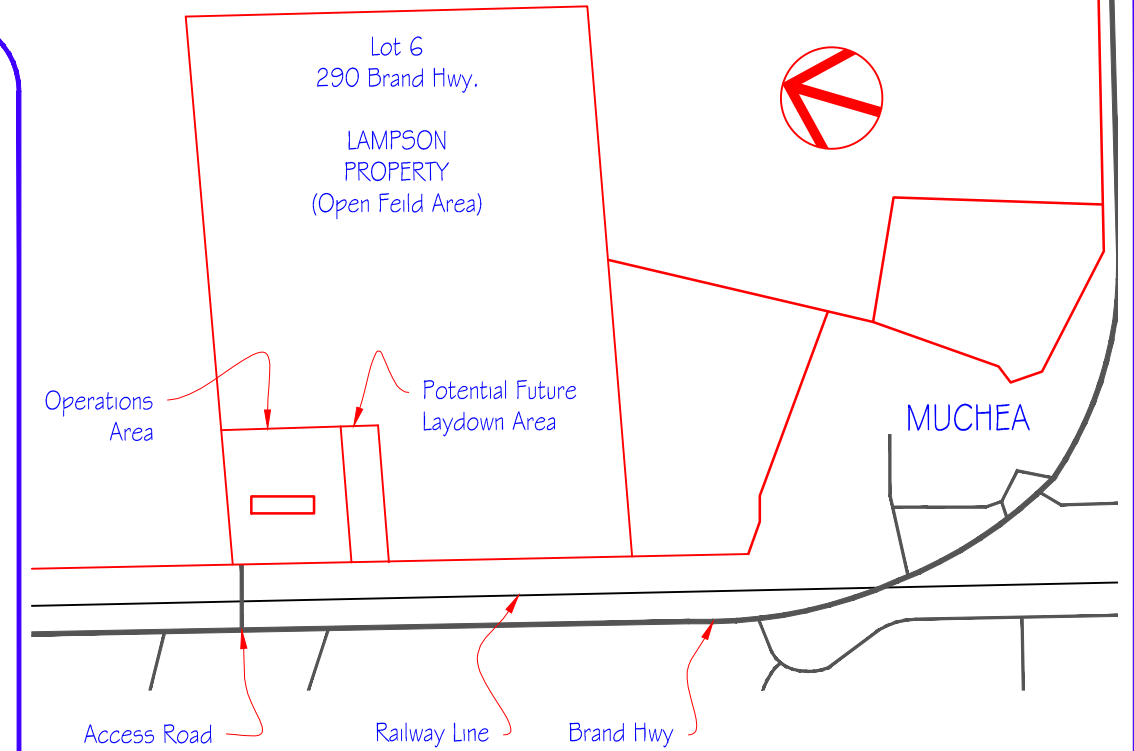 Lot 6
290 Brand Hwy.
LAMPSON
PROPERTY
(Open Feild Area)
Operations
Area
Potential Future
Laydown Area
MUCHEA
Access Road
Railway Line
Brand Hwy